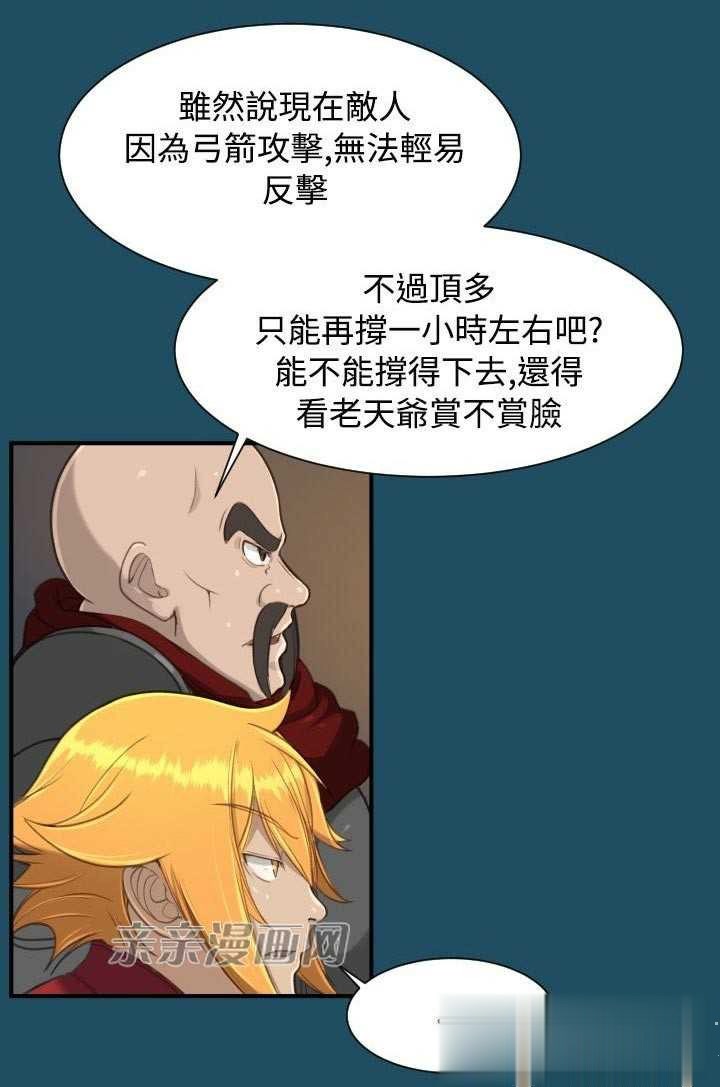 雖然說現在敵人
因為弓箭攻擊,無法輕易
反擊
不過頂多
只能再撐一小時左右吧?
能不能撐得下去,還得
看老天爺賞不賞臉
亲亲漫画网